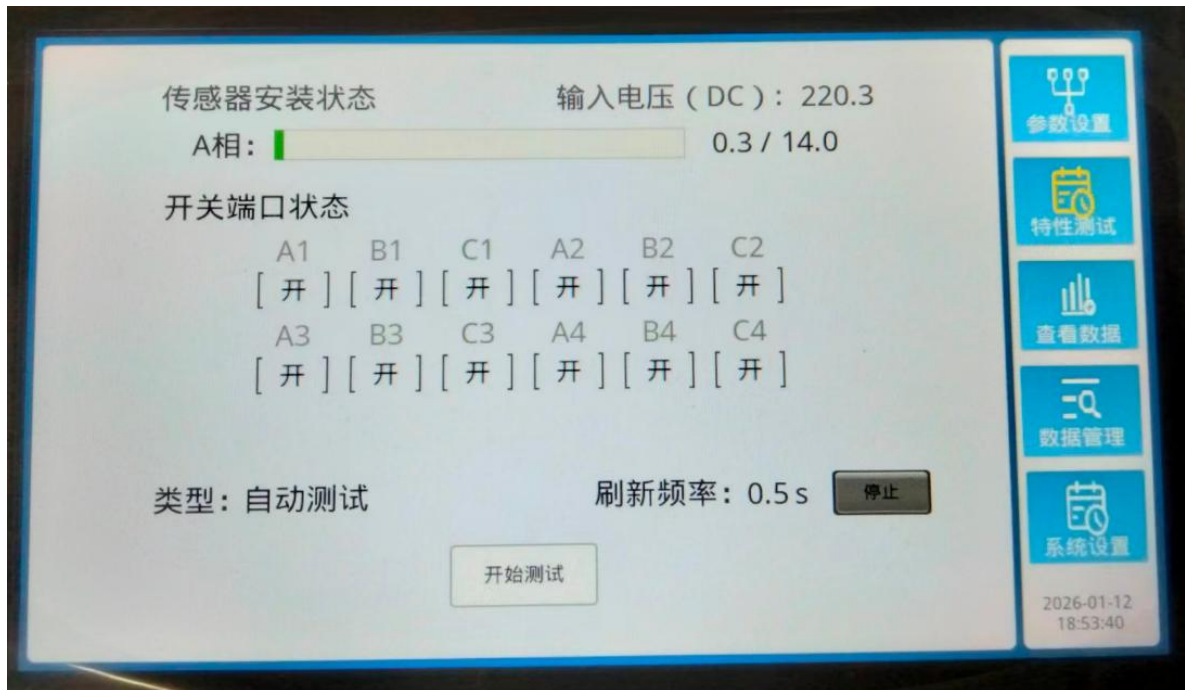 传感器安装状态 输入电压（DC）: 220.3
A相: 0.3 / 14.0
开关端口状态
A1 B1 C1 A2 B2 C2
[ 开 ] [ 开 ] [ 开 ] [ 开 ] [ 开 ] [ 开 ]
A3 B3 C3 A4 B4 C4
[ 开 ] [ 开 ] [ 开 ] [ 开 ] [ 开 ] [ 开 ]
类型: 自动测试 刷新频率: 0.5 s 停止
开始测试
参数设置
特性测试
查看数据
数据管理
系统设置
2026-01-12
18:53:40